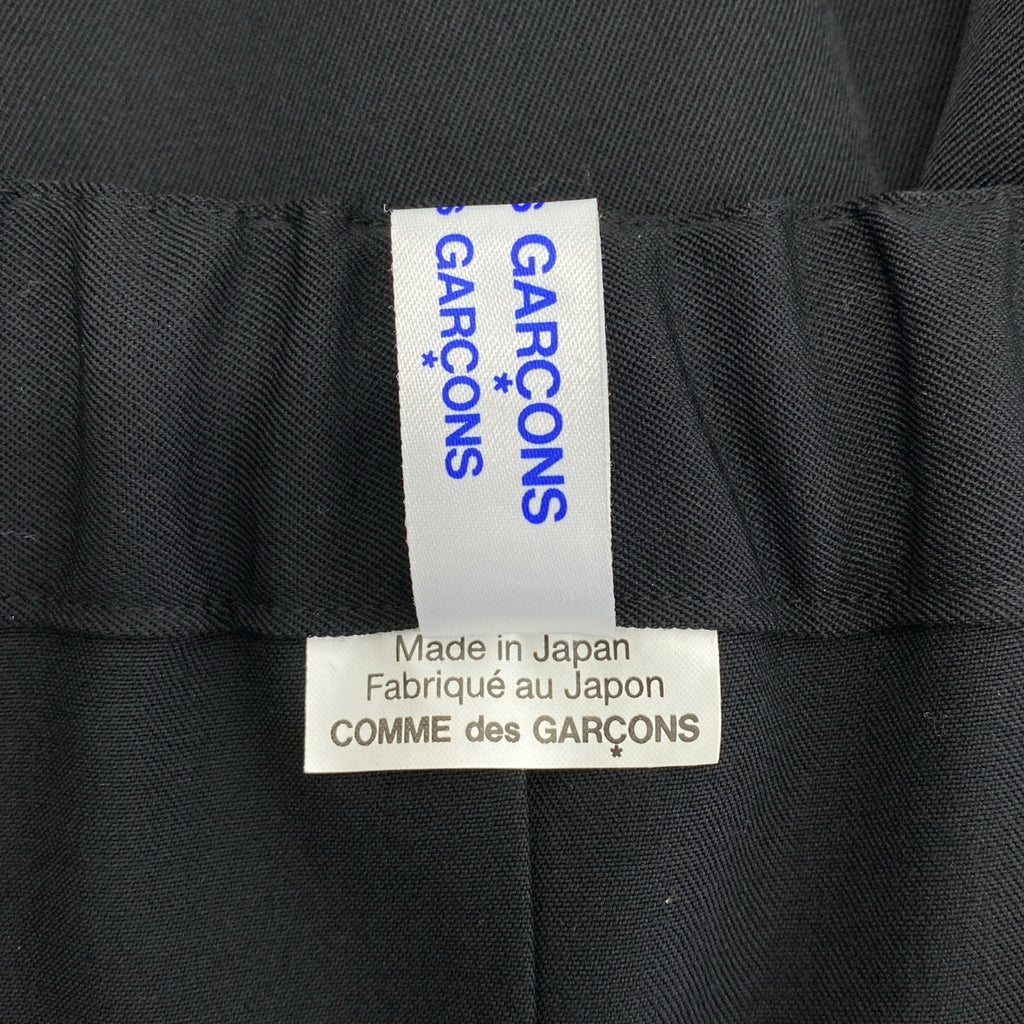 S GARÇONS
S GARÇONS
Made in Japan
Fabriqué au Japon
COMME des GARÇONS